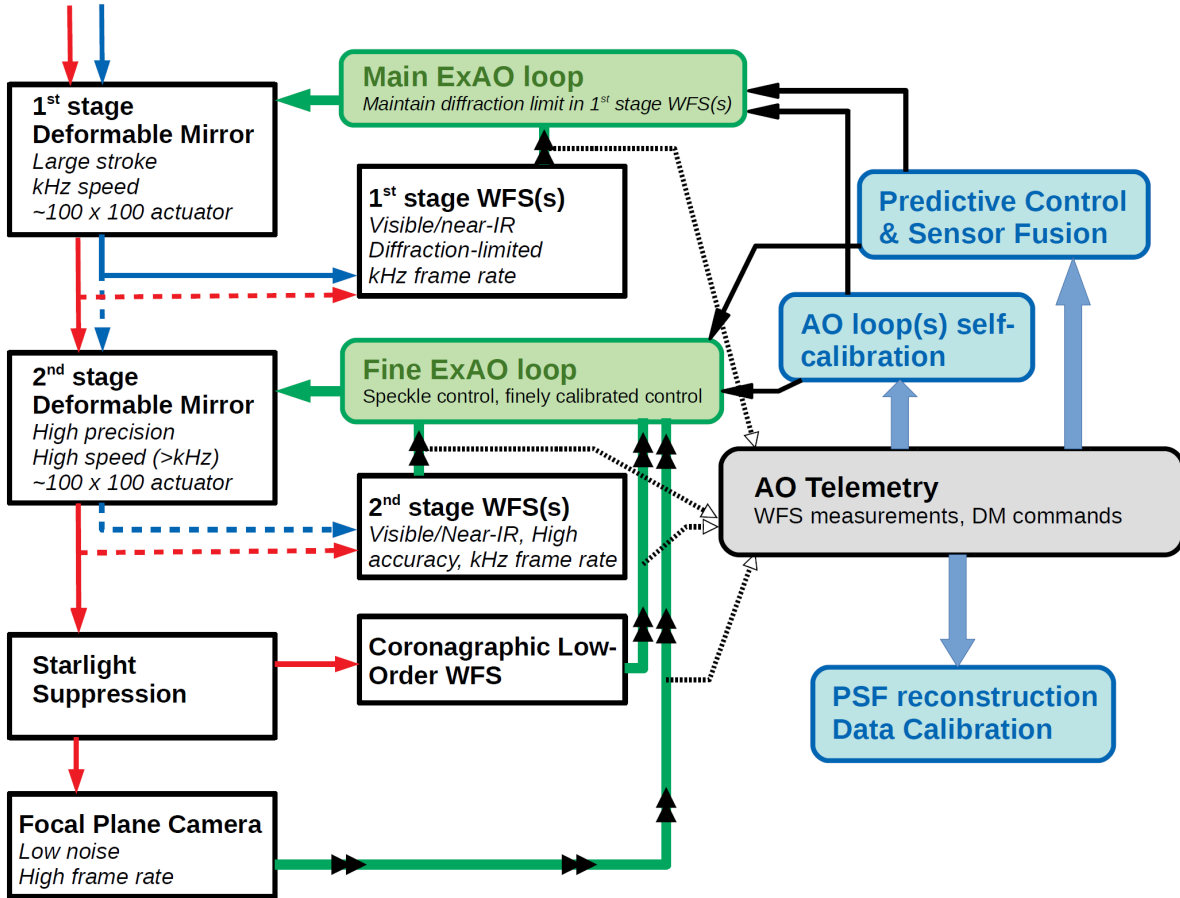 Main ExAO loop
Maintain diffraction limit in 1st stage WFS(s)
1st stage
Deformable Mirror
Large stroke
kHz speed
~100 x 100 actuator
1st stage WFS(s)
Visible/near-IR
Diffraction-limited
kHz frame rate
Predictive Control
& Sensor Fusion
AO loop(s) self-
calibration
2nd stage
Deformable Mirror
High precision
High speed (>kHz)
~100 x 100 actuator
Fine ExAO loop
Speckle control, finely calibrated control
2nd stage WFS(s)
Visible/Near-IR, High
accuracy, kHz frame rate
AO Telemetry
WFS measurements, DM commands
Starlight
Suppression
Coronagraphic Low-
Order WFS
PSF reconstruction
Data Calibration
Focal Plane Camera
Low noise
High frame rate